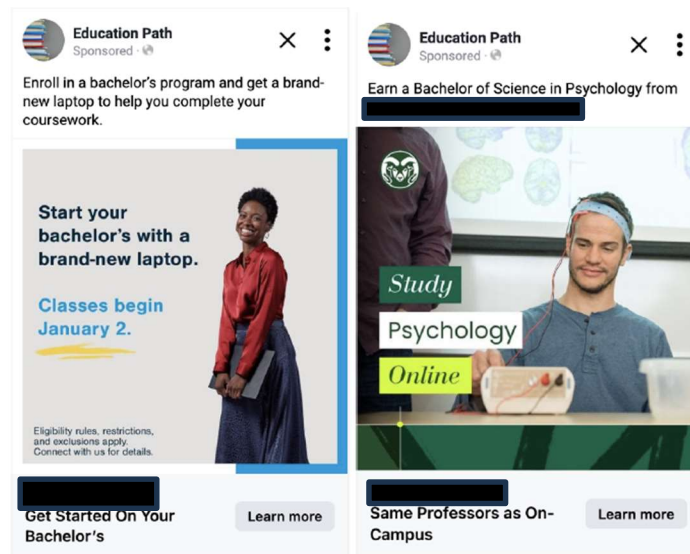 Education Path
Sponsored ·
Enroll in a bachelor's program and get a brand-
new laptop to help you complete your
coursework.
Start your
bachelor's with a
brand-new laptop.
Classes begin
January 2.
Eligibility rules, restrictions,
and exclusions apply.
Connect with us for details.
Get Started On Your
Bachelor's
Learn more
Education Path
Sponsored ·
Earn a Bachelor of Science in Psychology from
Study
Psychology
Online
Same Professors as On-
Campus
Learn more